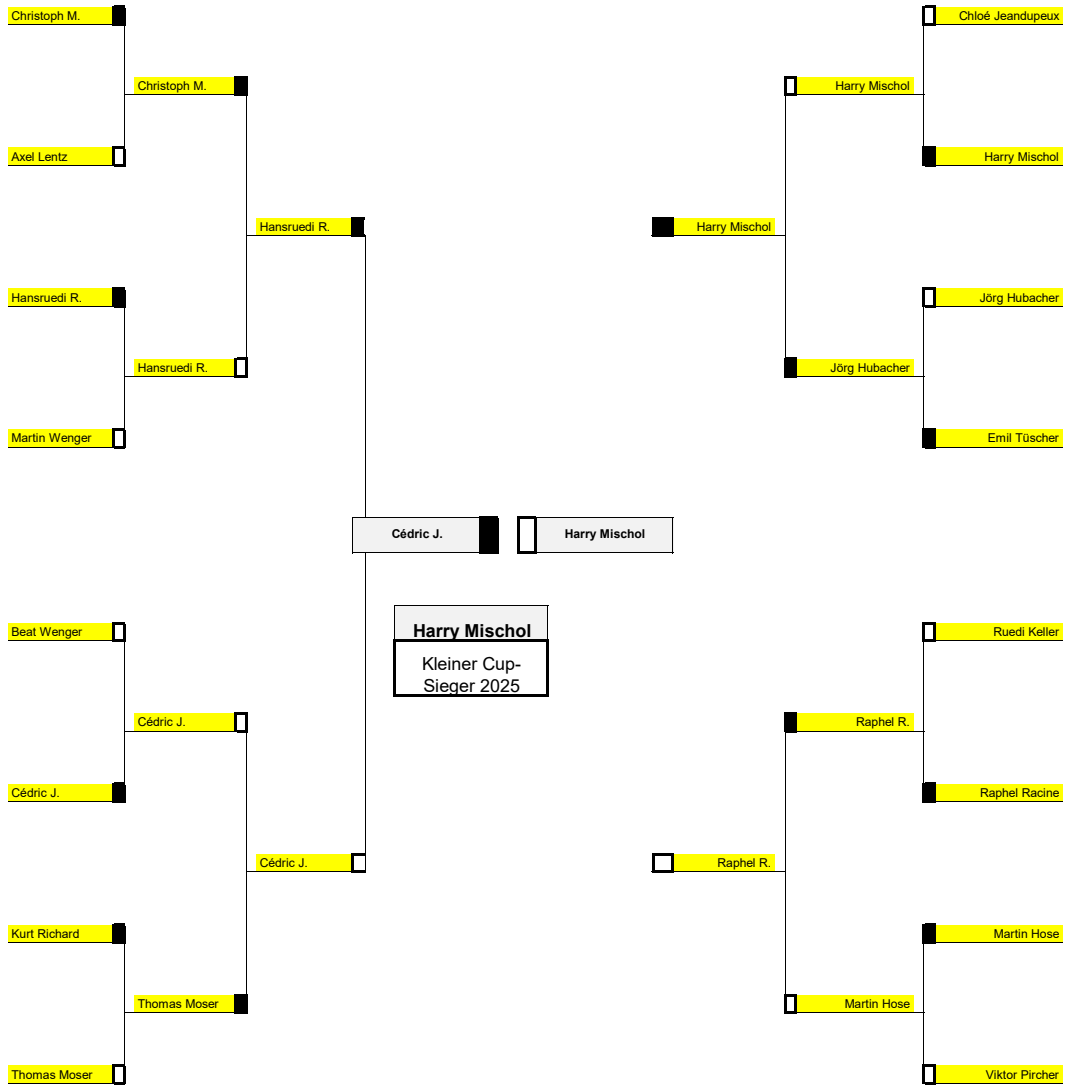 Christoph M.
Chloé Jeandupeux
Christoph M.
Harry Mischol
Axel Lentz
Harry Mischol
Hansruedi R.
Harry Mischol
Hansruedi R.
Jörg Hubacher
Hansruedi R.
Jörg Hubacher
Martin Wenger
Emil Tüscher
Cédric J.
Harry Mischol
Beat Wenger
Harry Mischol
Ruedi Keller
Kleiner Cup-
Sieger 2025
Cédric J.
Raphel R.
Cédric J.
Raphel Racine
Cédric J.
Raphel R.
Kurt Richard
Martin Hose
Thomas Moser
Martin Hose
Thomas Moser
Viktor Pircher